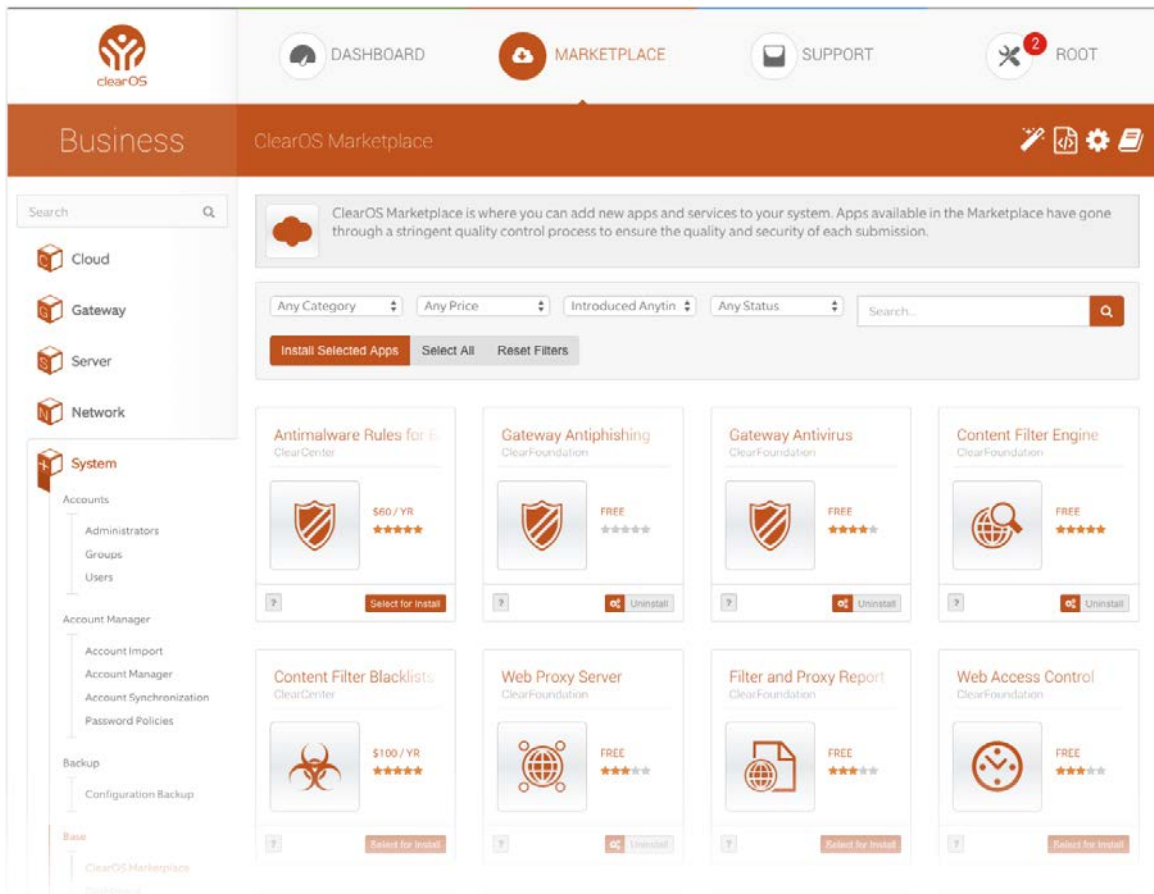 clearOS
DASHBOARD
MARKETPLACE
SUPPORT
2
ROOT
Business
ClearOS Marketplace
Search
Cloud
Gateway
Server
Network
System
Accounts
Administrators
Groups
Users
Account Manager
Account Import
Account Manager
Account Synchronization
Password Policies
Backup
Configuration Backup
Base
ClearOS Marketplace
ClearOS Marketplace is where you can add new apps and services to your system. Apps available in the Marketplace have gone
through a stringent quality control process to ensure the quality and security of each submission.
Any Category
Any Price
Introduced Anytin
Any Status
Search...
Install Selected Apps
Select All
Reset Filters
Antimalware Rules for
ClearCenter
$60 / YR
?
Select for Install
Gateway Antiphishing
ClearFoundation
FREE
?
Uninstall
Gateway Antivirus
ClearFoundation
FREE
?
Uninstall
Content Filter Engine
ClearFoundation
FREE
?
Uninstall
Content Filter Blacklists
ClearCenter
$100 / YR
?
Select for Install
Web Proxy Server
ClearFoundation
FREE
?
Uninstall
Filter and Proxy Report
ClearFoundation
FREE
?
Select for Install
Web Access Control
ClearFoundation
FREE
?
Select for Install